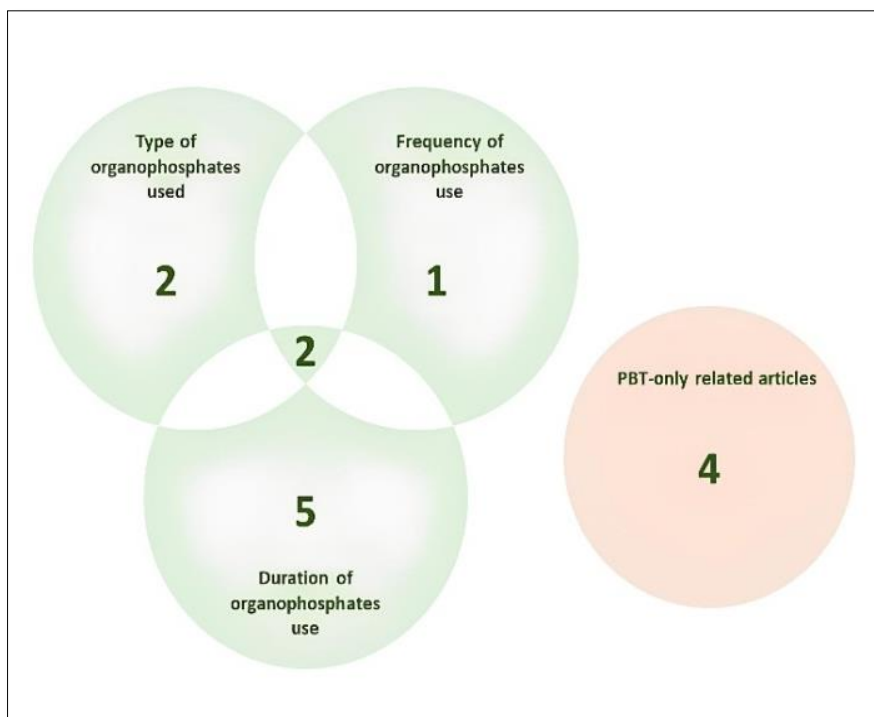 Type of
organophosphates
used
2
Frequency of
organophosphates
use
1
2
5
Duration of
organophosphates
use
PBT-only related articles
4